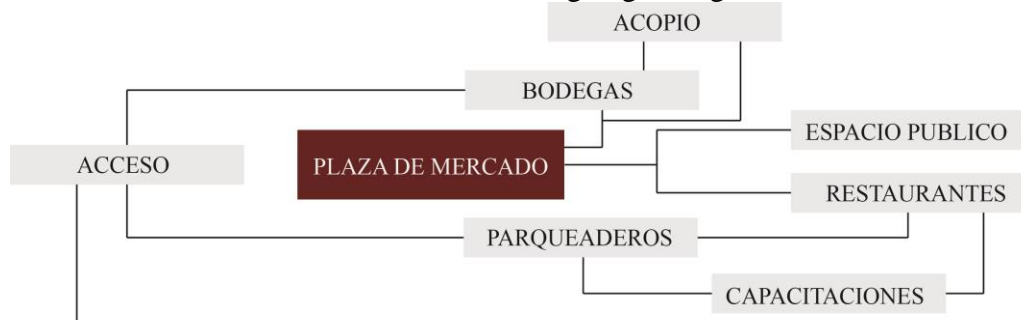 ACOPIO
BODEGAS
ESPACIO PUBLICO
ACCESO
PLAZA DE MERCADO
RESTAURANTES
PARQUEADEROS
CAPACITACIONES